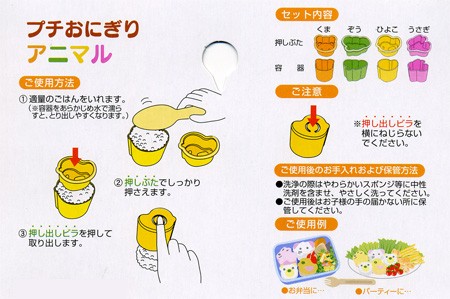 プチおにぎり
アニマル
ご使用方法
①適量のごはんをいれます。
(※容器をあらかじめ水で濡ら
すと、とり出しやすくなります。)
②押しぶたでしっかり
押さえます。
③押し出しピラを押して
取り出します。
セット内容
くま ぞう ひよこ うさぎ
押しぶた
容器
ご注意
※押し出しピラを
横にねじらない
でください。
ご使用後のお手入れおよび保管方法
●洗浄の際はやわらかいスポンジ等に中性
洗剤を含ませ、やさしく洗ってください。
●ご使用後はお子様の手の届かない所に保
管してください。
ご使用例
●お弁当に… ●パーティーに…